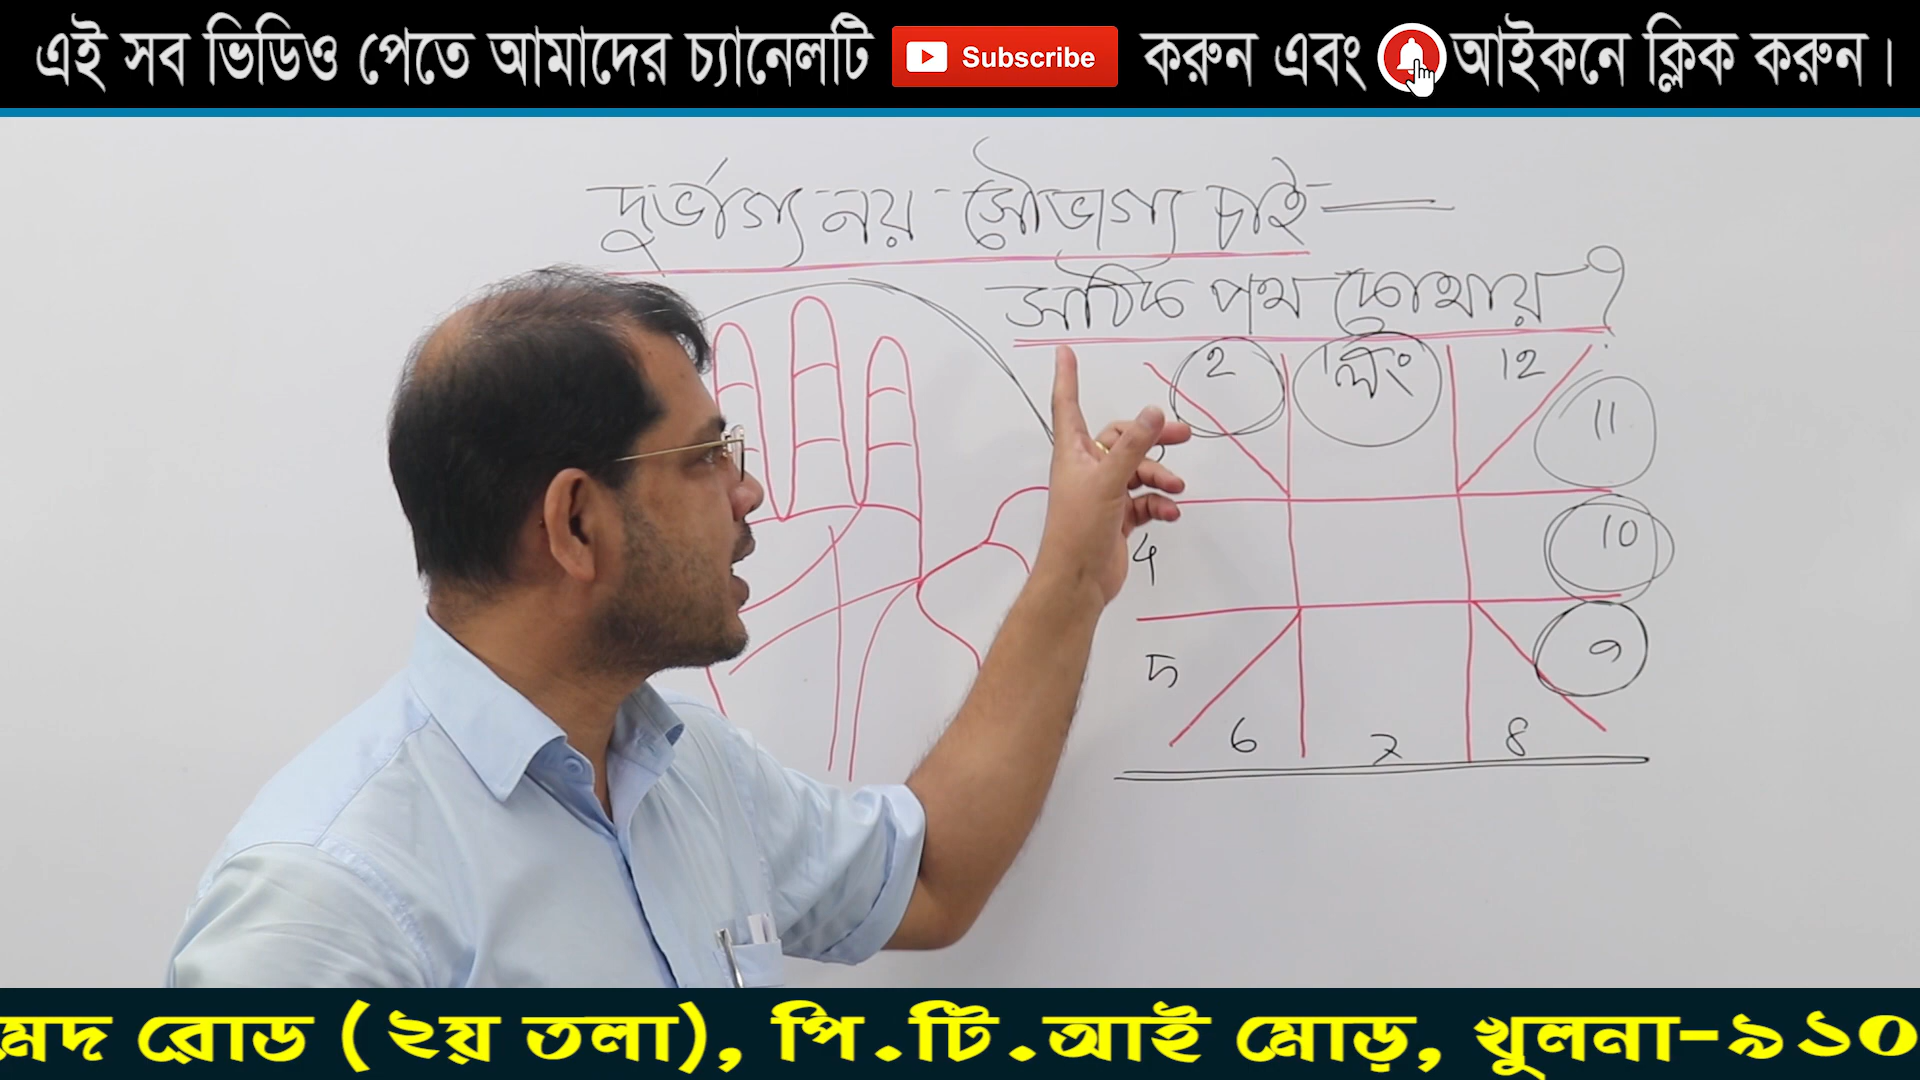 এই সব ভিডিও পেতে আমাদের চ্যানেলটি Subscribe করুন এবং আইকনে ক্লিক করুন।
দুর্ভাগ্য নয় সৌভাগ্য চাই—
সঠিক পথ কোথায়?
2 লং 12
11
4 10
5 9
6 7 8
মেদ রোড (২য় তলা), পি.টি.আই মোড়, খুলনা-৯১০